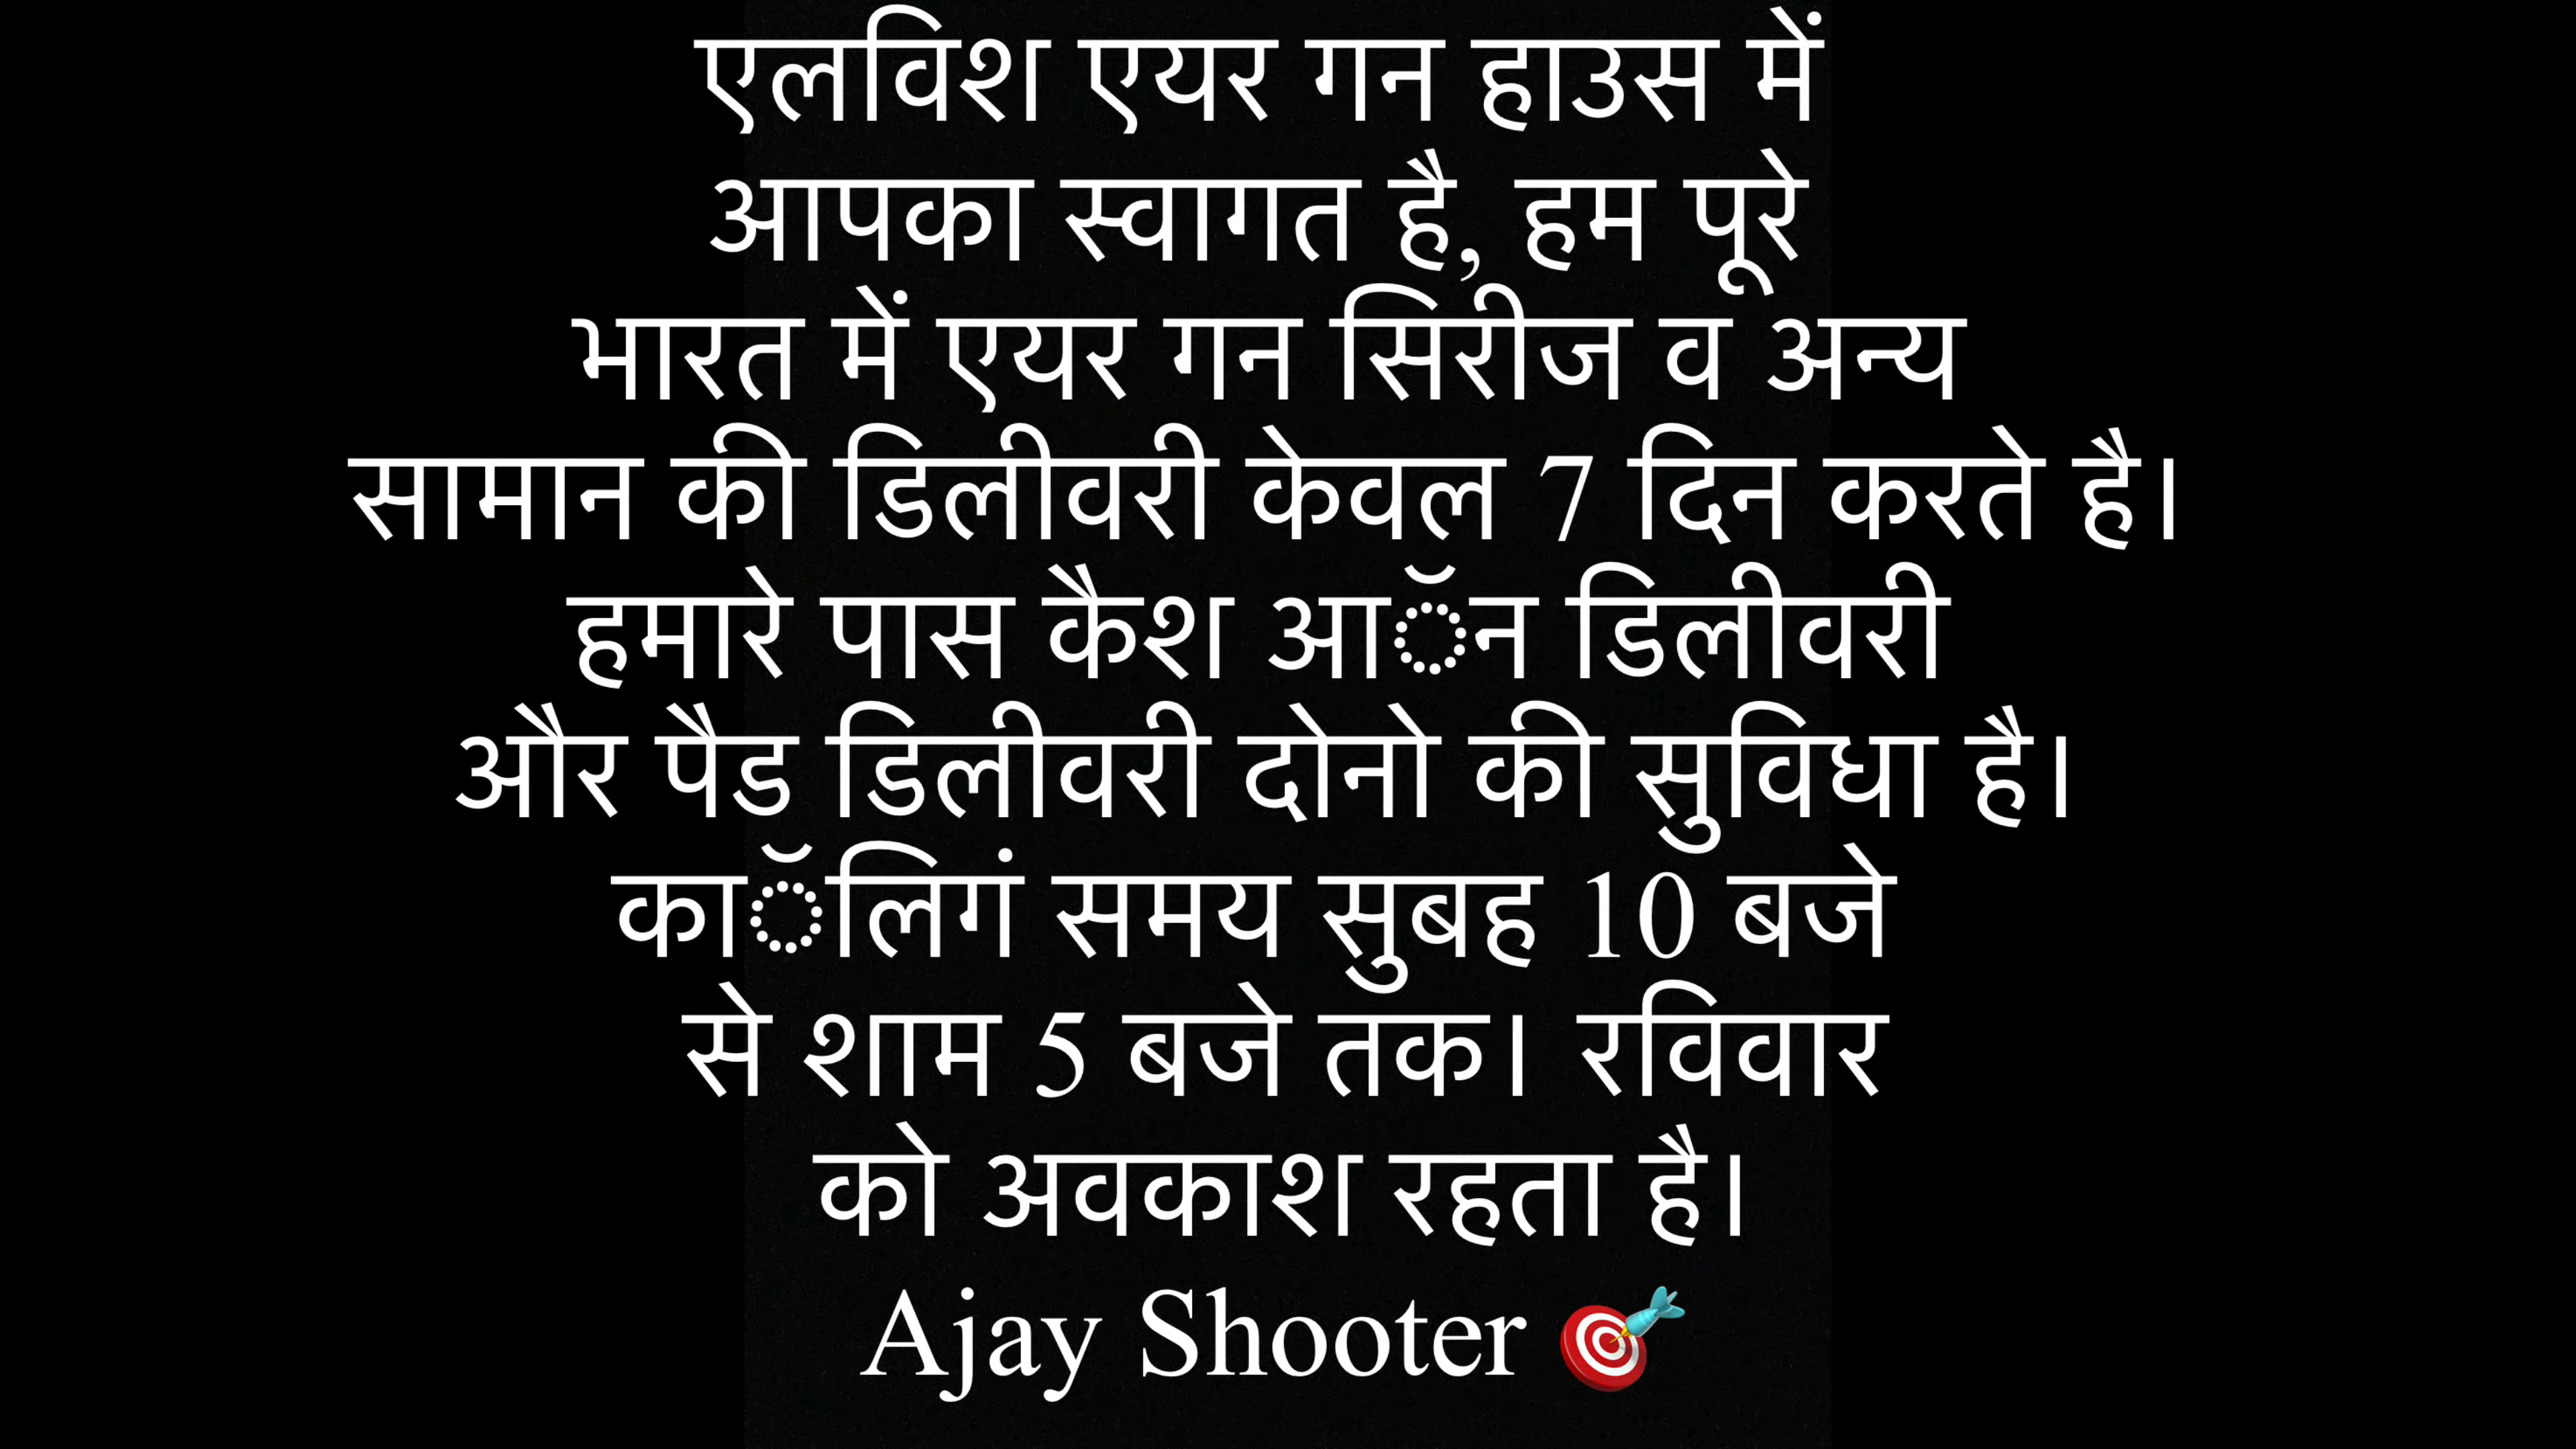 एलविश एयर गन हाउस में
आपका स्वागत है, हम पूरे
भारत में एयर गन सिरीज व अन्य
सामान की डिलीवरी केवल 7 दिन करते है।
हमारे पास कैश आॅन डिलीवरी
और पैड डिलीवरी दोनो की सुविधा है।
काॅलिगं समय सुबह 10 बजे
से शाम 5 बजे तक। रविवार
को अवकाश रहता है।
Ajay Shooter 🎯